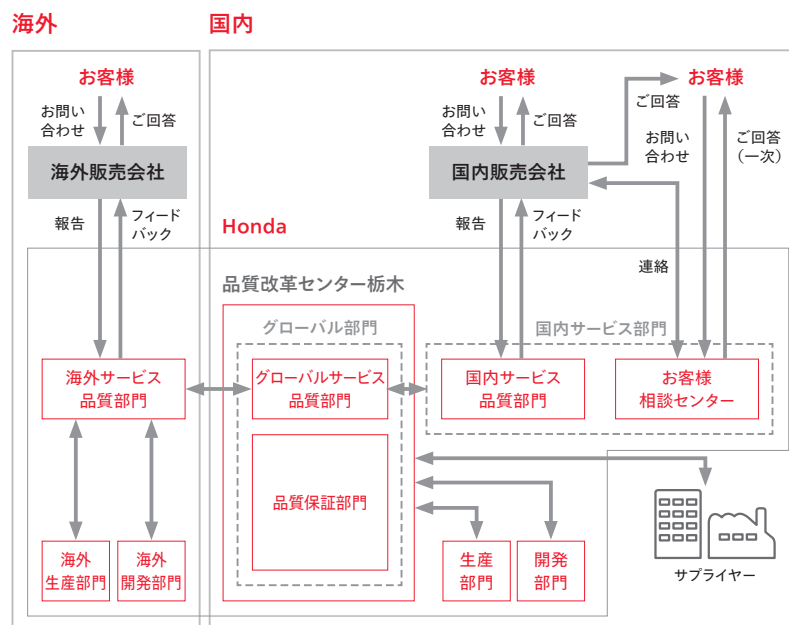 海外
国内
お客様
お客様
お客様
お問い
合わせ
ご回答
お問い
合わせ
ご回答
ご回答
お問い
合わせ
ご回答
（一次）
海外販売会社
国内販売会社
報告
フィード
バック
報告
フィード
バック
連絡
Honda
品質改革センター栃木
グローバル部門
国内サービス部門
海外サービス
品質部門
グローバルサービス
品質部門
国内サービス
品質部門
お客様
相談センター
品質保証部門
海外
生産部門
海外
開発部門
生産
部門
開発
部門
サプライヤー